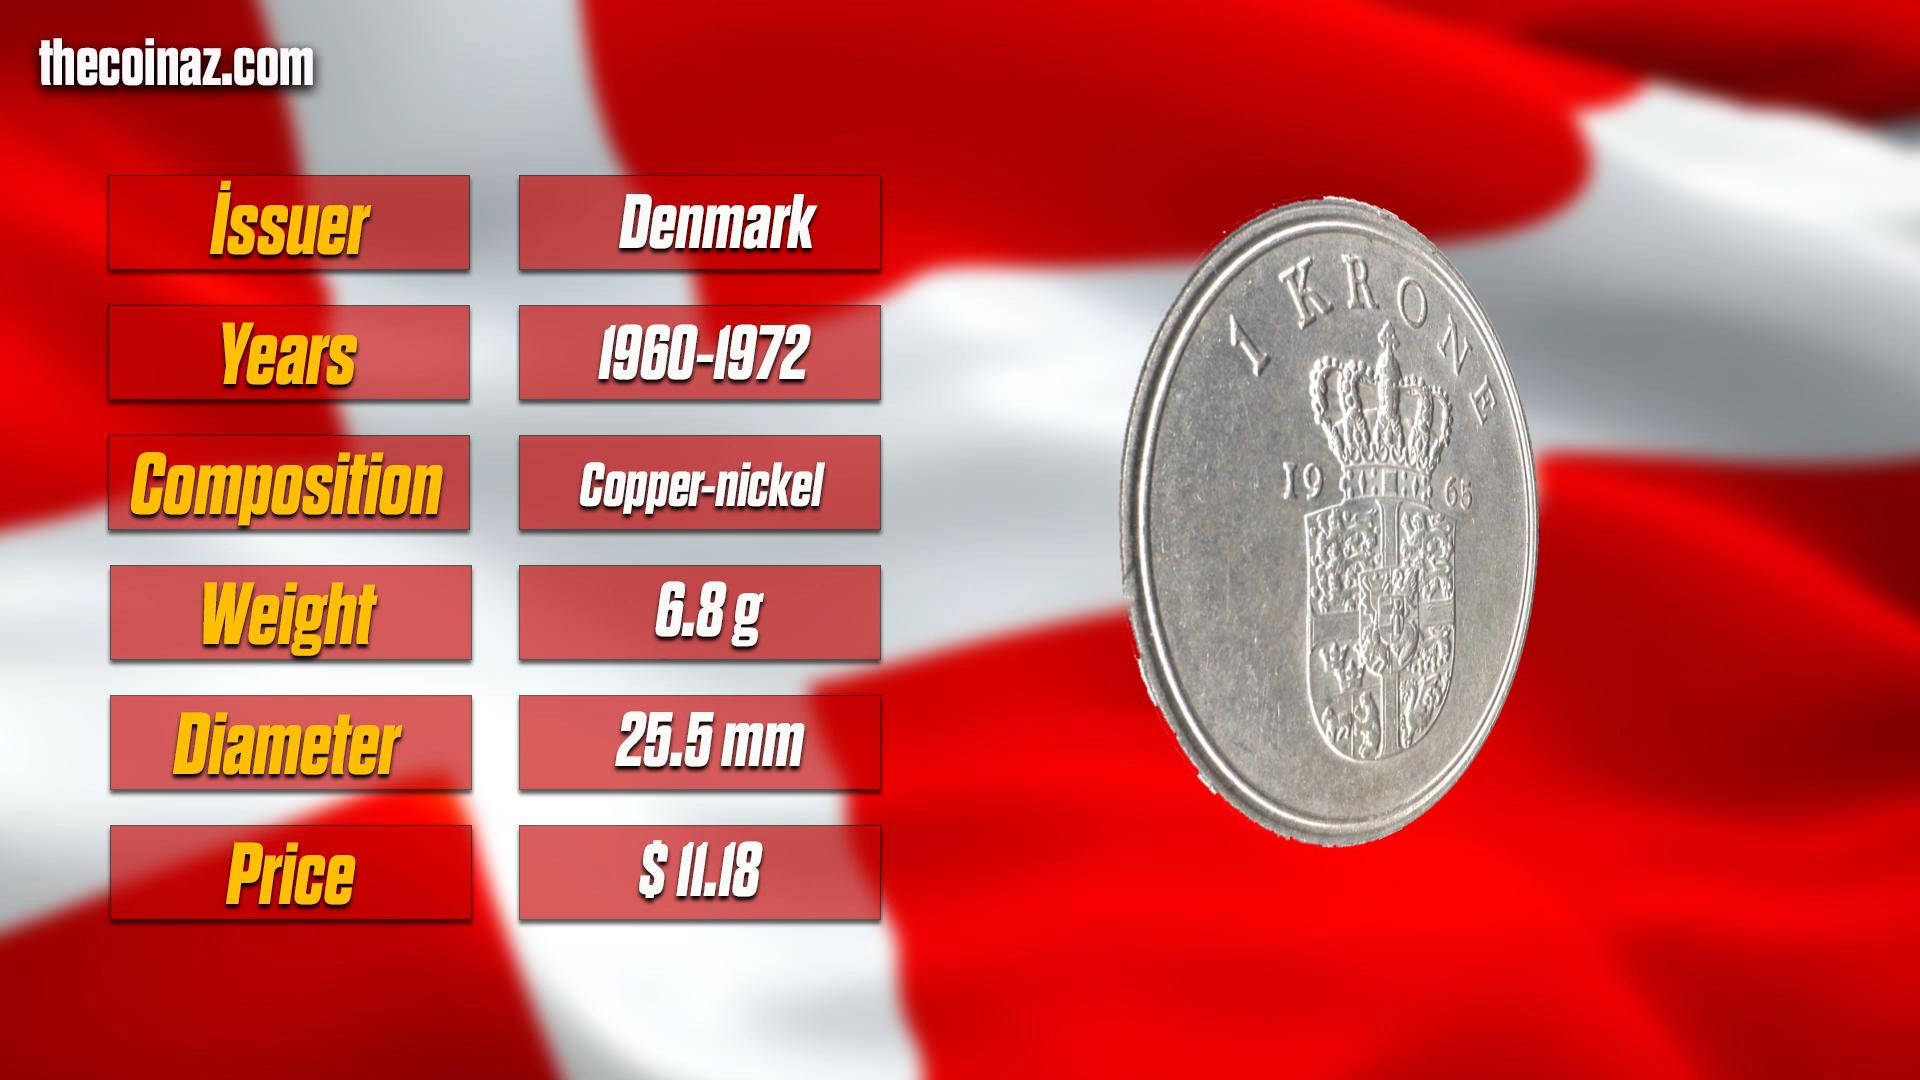 thecoinaz.com
İssuer Denmark
Years 1960-1972
Composition Copper-nickel
Weight 6.8 g
Diameter 25.5 mm
Price $ 11.18
1 KRONE
19 65